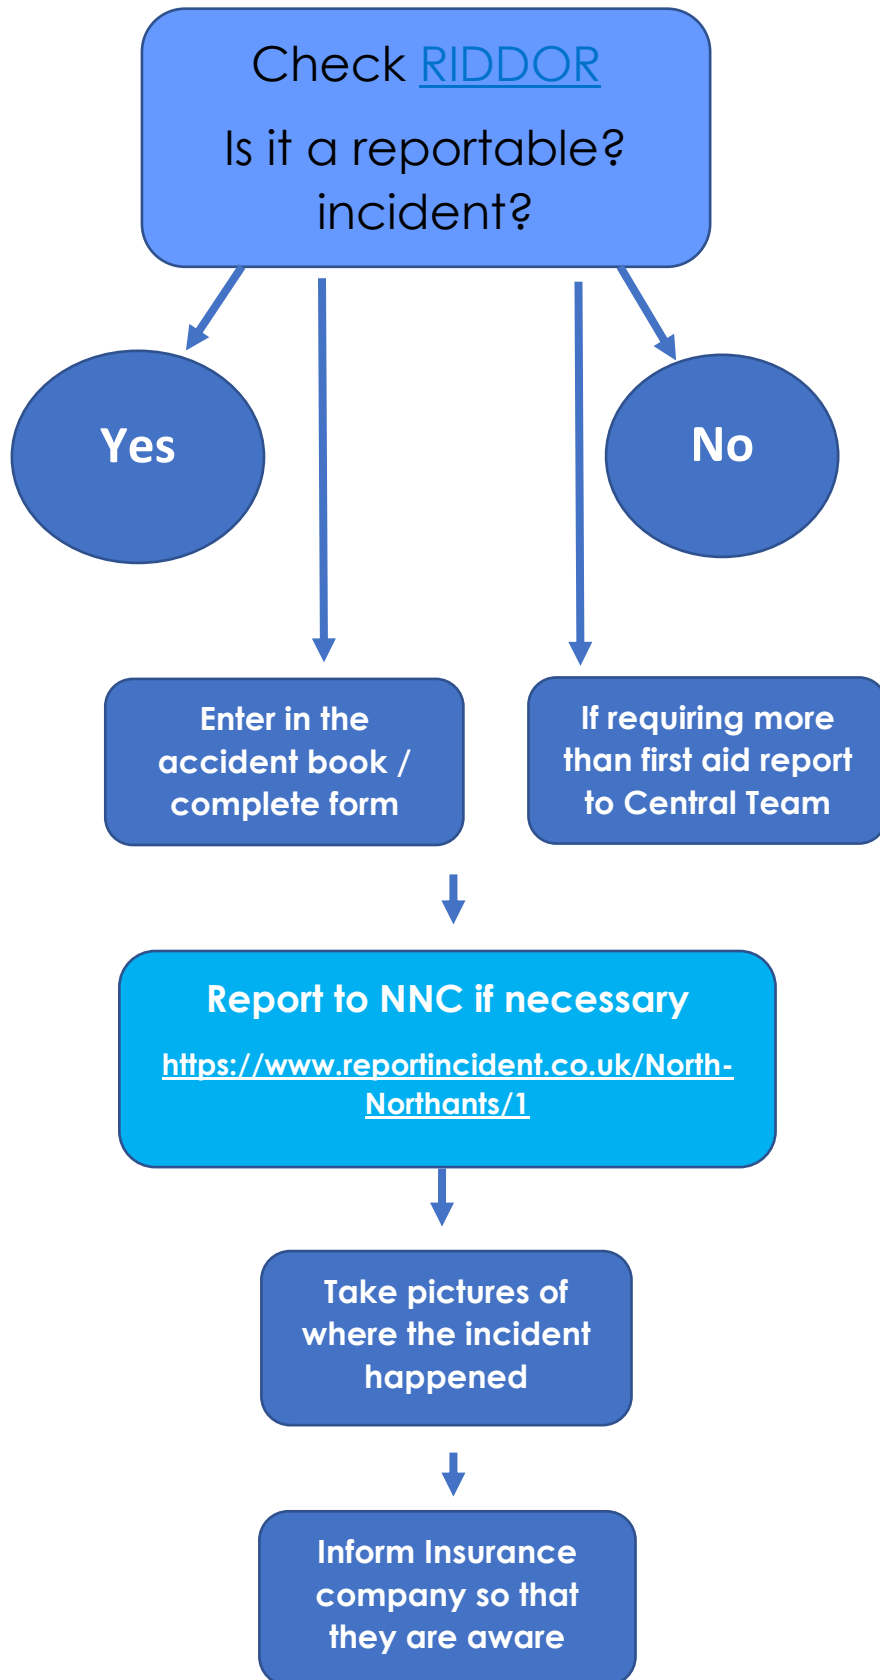 Check RIDDOR
Is it a reportable?
incident?
Yes
No
Enter in the
accident book /
complete form
If requiring more
than first aid report
to Central Team
Report to NNC if necessary
https://www.reportincident.co.uk/North-
Northants/1
Take pictures of
where the incident
happened
Inform Insurance
company so that
they are aware